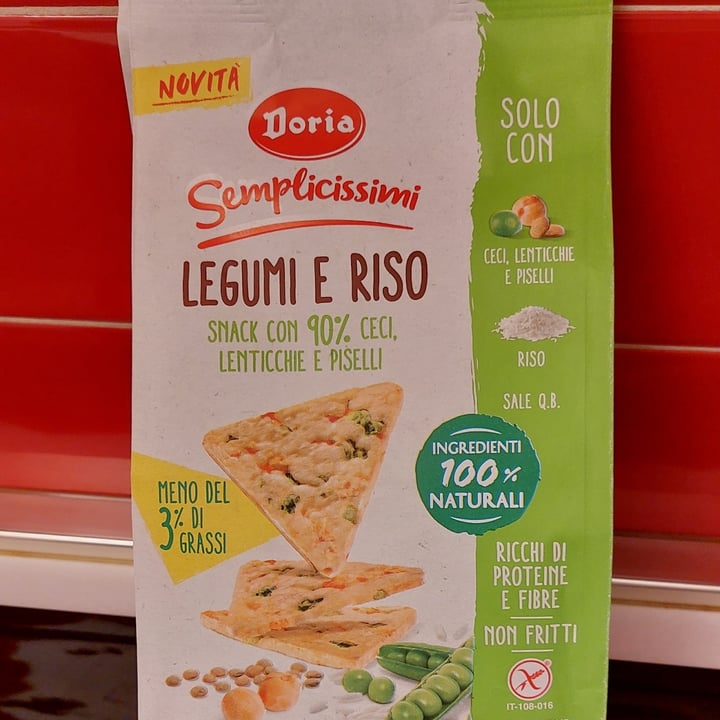 NOVITÀ
Doria
Semplicissimi
LEGUMI E RISO
SNACK CON 90% CECI,
LENTICCHIE E PISELLI
MENO DEL
3% DI
GRASSI
SOLO
CON
CECI, LENTICCHIE
E PISELLI
RISO
SALE Q.B.
INGREDIENTI
100%
NATURALI
RICCHI DI
PROTEINE
E FIBRE
NON FRITTI
IT-108-016